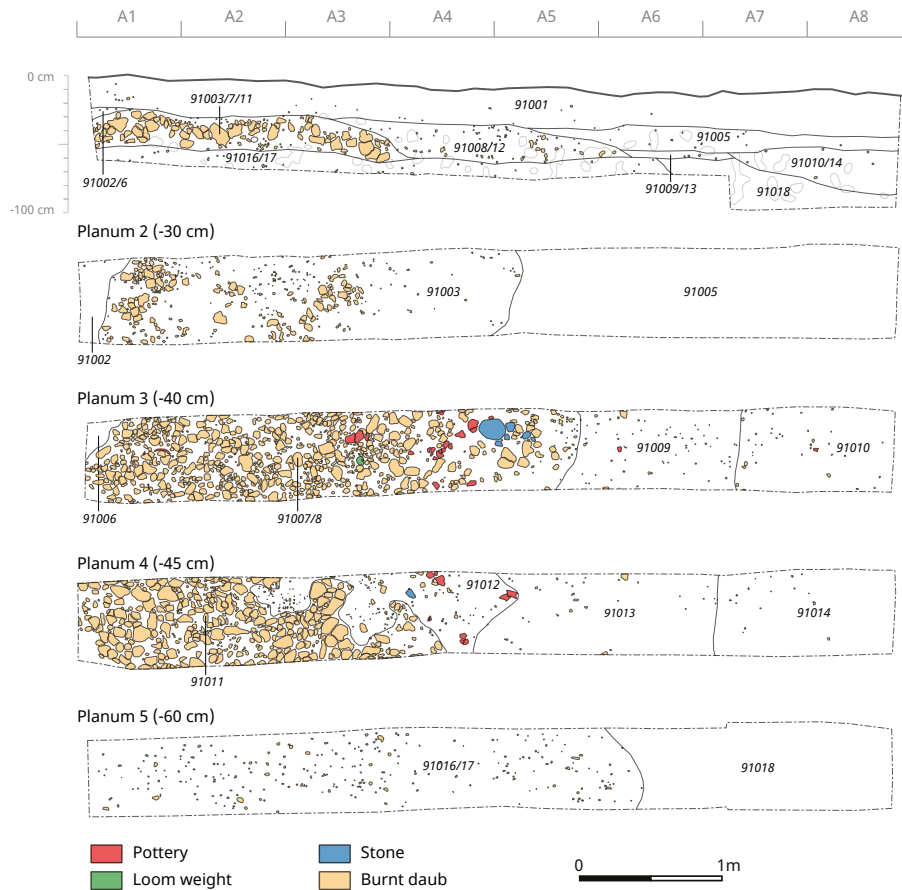 A1 A2 A3 A4 A5 A6 A7 A8
0 cm
91003/7/11
91001
91005
91008/12
91016/17
91010/14
91002/6
91009/13
91018
-100 cm
Planum 2 (-30 cm)
91003
91005
91002
Planum 3 (-40 cm)
91009
91010
91006
91007/8
Planum 4 (-45 cm)
91012
91013
91014
91011
Planum 5 (-60 cm)
91016/17
91018
Pottery
Stone
0
1m
Loom weight
Burnt daub